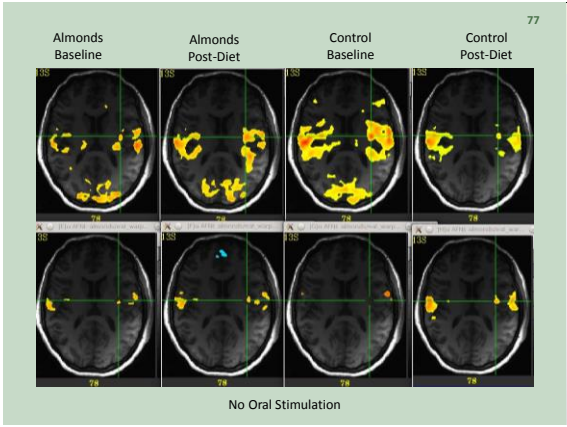 77
Almonds
Baseline
Almonds
Post-Diet
Control
Baseline
Control
Post-Diet
13S
13S
13S
13S
78
78
78
78
13S
13S
13S
13S
78
78
78
78
No Oral Stimulation